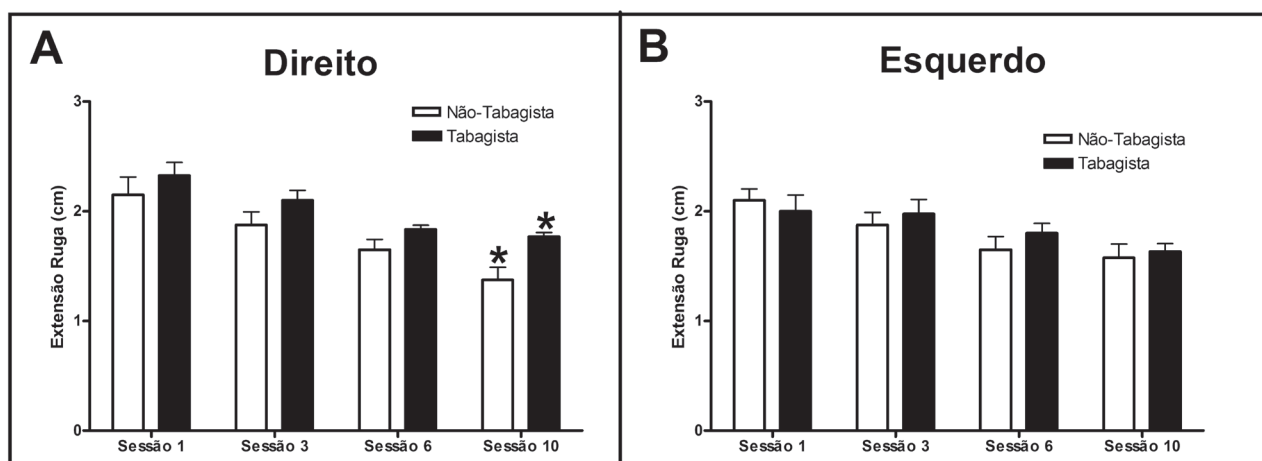 A
Direito
Extensão Ruga (cm)
3
2
1
0
Não-Tabagista
Tabagista
*
*
Sessão 1
Sessão 3
Sessão 6
Sessão 10
B
Esquerdo
Extensão Ruga (cm)
3
2
1
0
Não-Tabagista
Tabagista
Sessão 1
Sessão 3
Sessão 6
Sessão 10